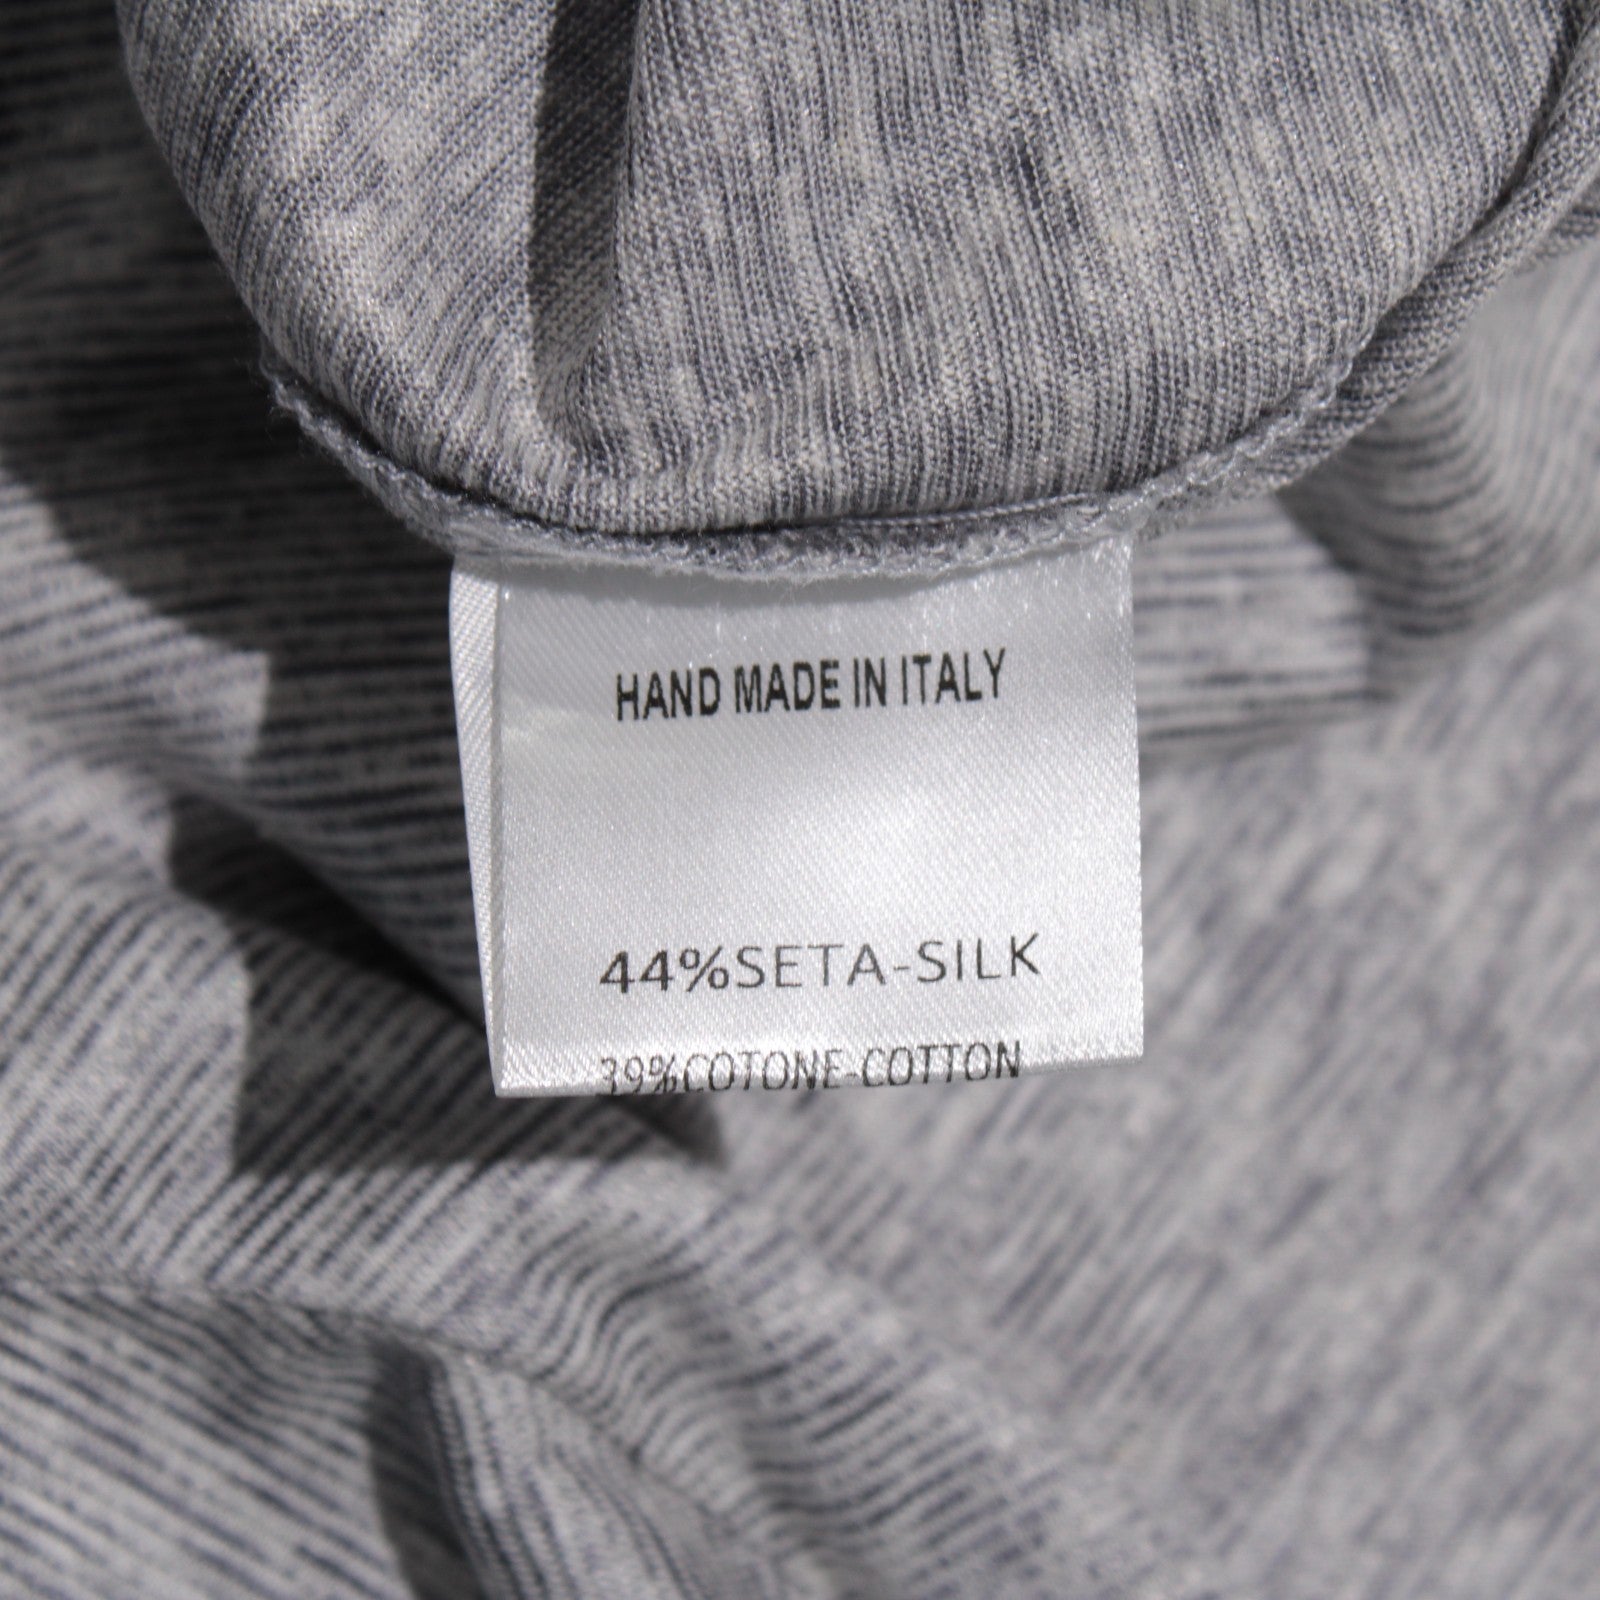 HAND MADE IN ITALY
44%SETA-SILK
39%COTONE-COTTON